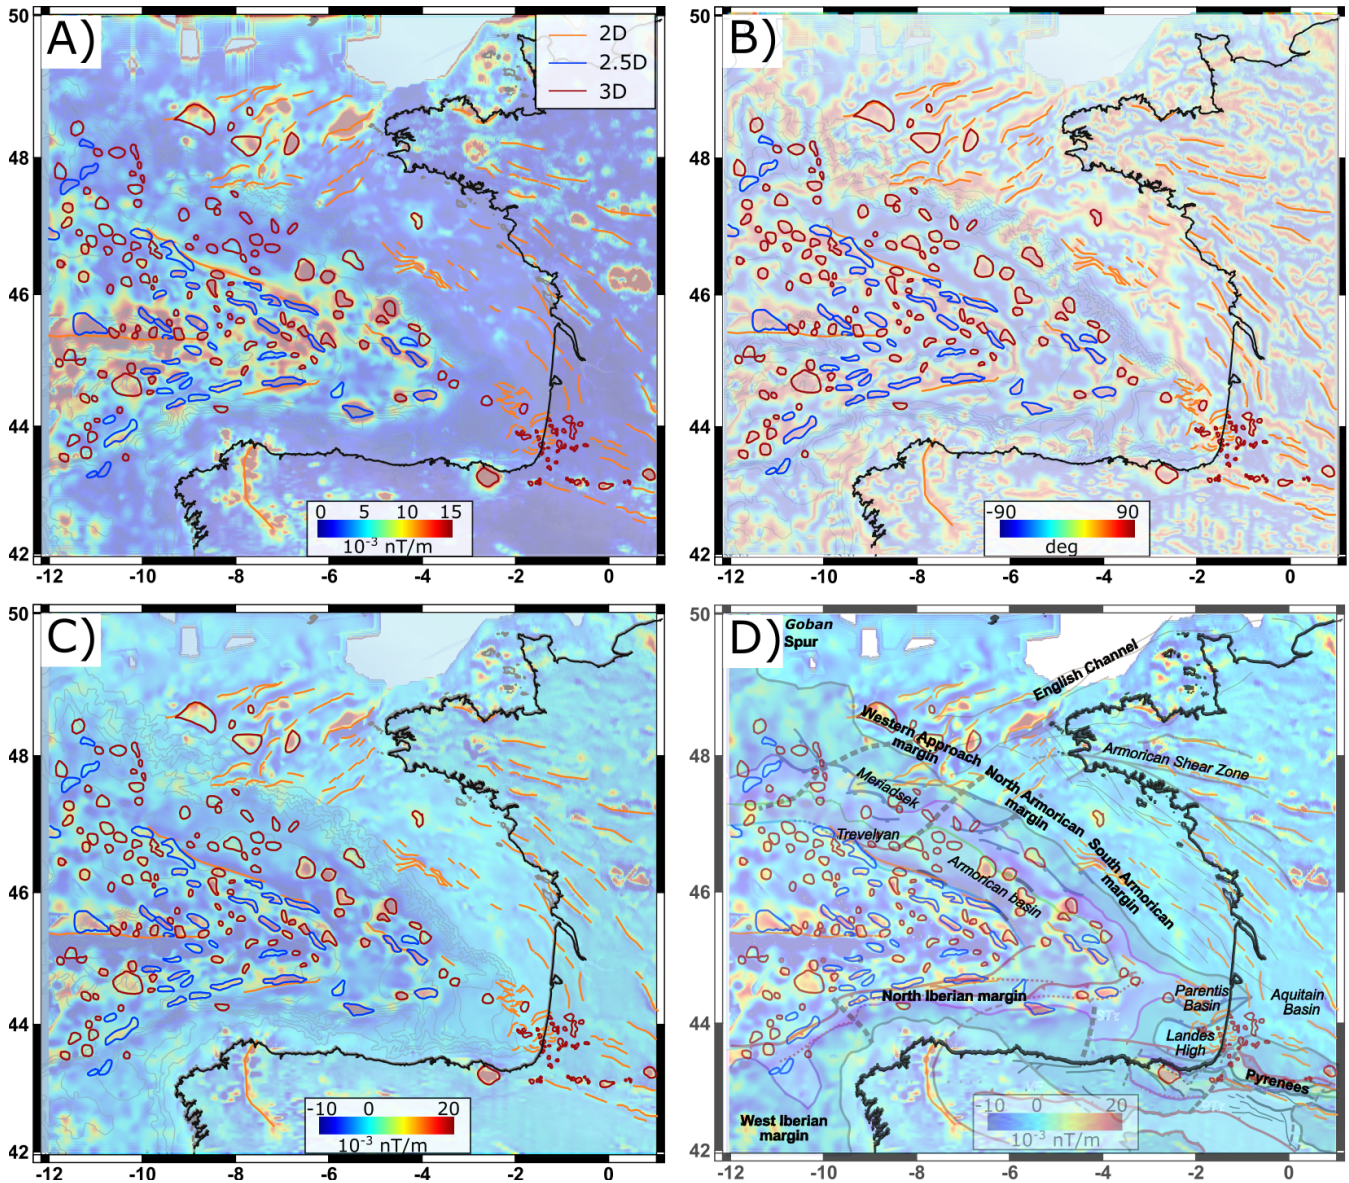 A)
50
48
46
44
42
2D
2.5D
3D
0 5 10 15
10⁻³ nT/m
-12 -10 -8 -6 -4 -2 0
B)
50
48
46
44
42
-90 90
deg
-12 -10 -8 -6 -4 -2 0
C)
50
48
46
44
42
-10 0 20
10⁻³ nT/m
-12 -10 -8 -6 -4 -2 0
D)
50
48
46
44
42
Goban
Spur
English Channel
Western Approach
margin
Armorican Shear Zone
Meriadsek
North Armorican
margin
Trevelyan
Armorican basin
South Armorican
margin
North Iberian margin
Parentis
Basin
Aquitain
Basin
Landes
High
Pyrenees
West Iberian
margin
-10 0 20
10⁻³ nT/m
-12 -10 -8 -6 -4 -2 0